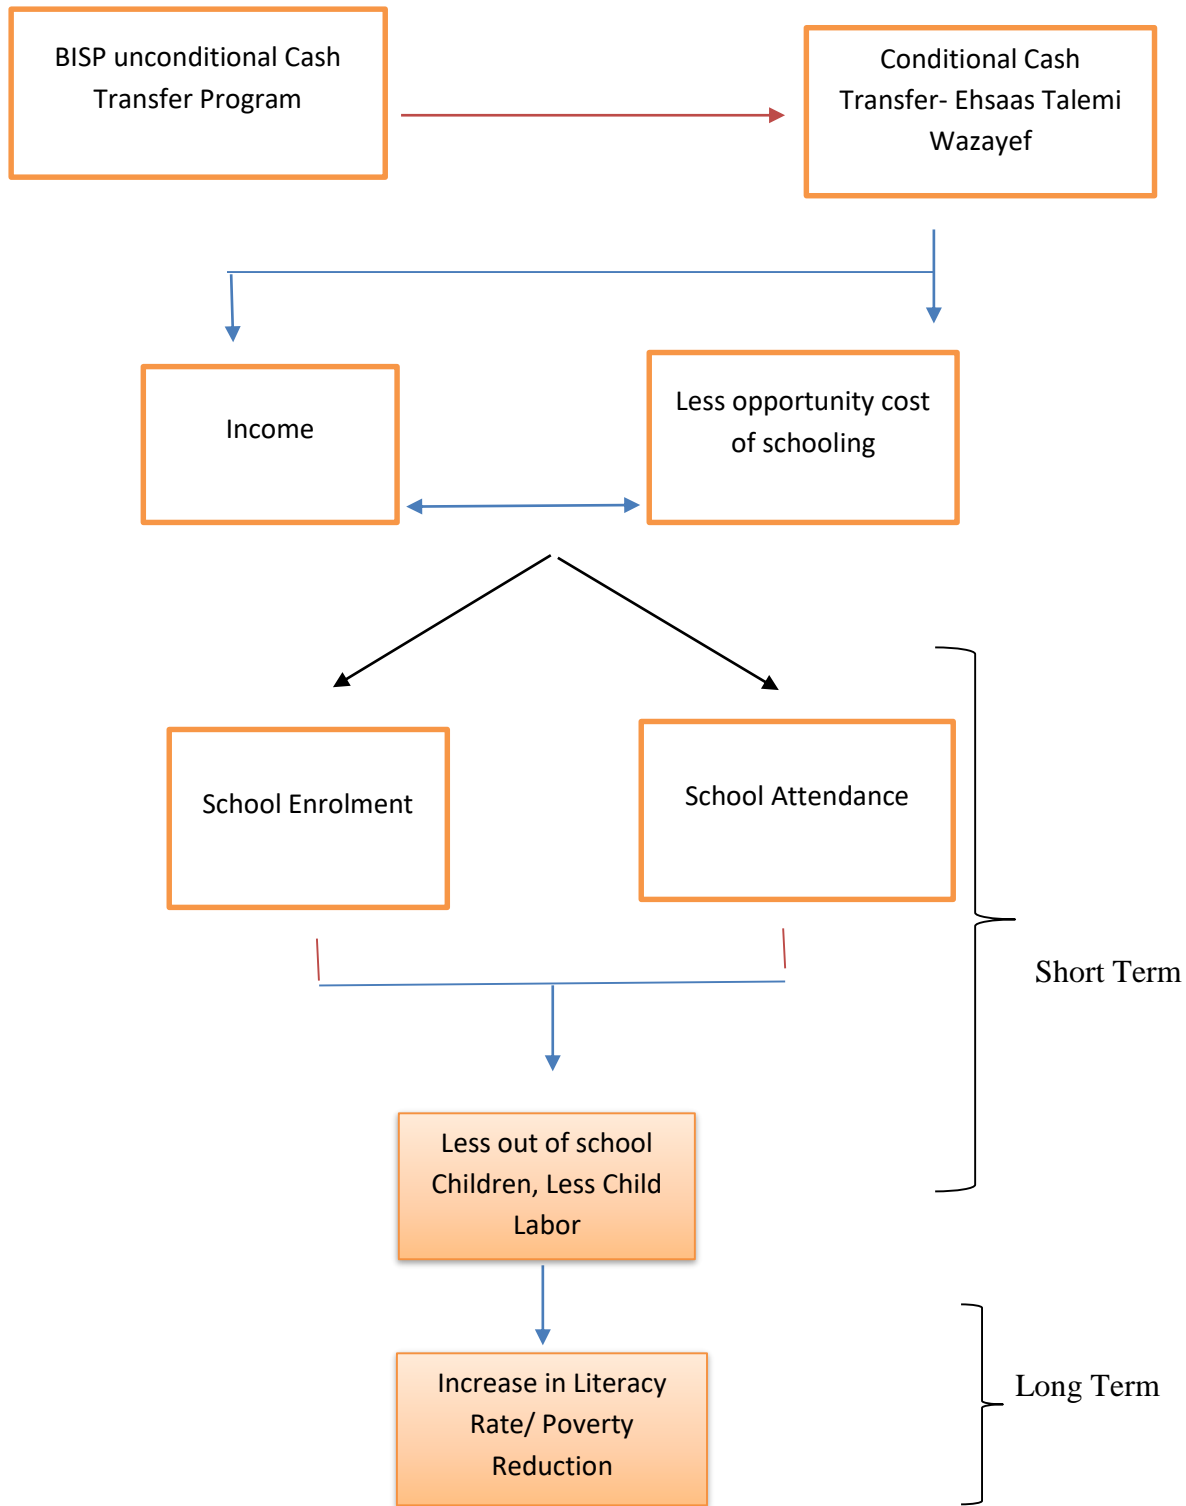 BISP unconditional Cash
Transfer Program
Conditional Cash
Transfer- Ehsaas Talemi
Wazayef
Income
Less opportunity cost
of schooling
School Enrolment
School Attendance
Short Term
Less out of school
Children, Less Child
Labor
Increase in Literacy
Rate/ Poverty
Reduction
Long Term